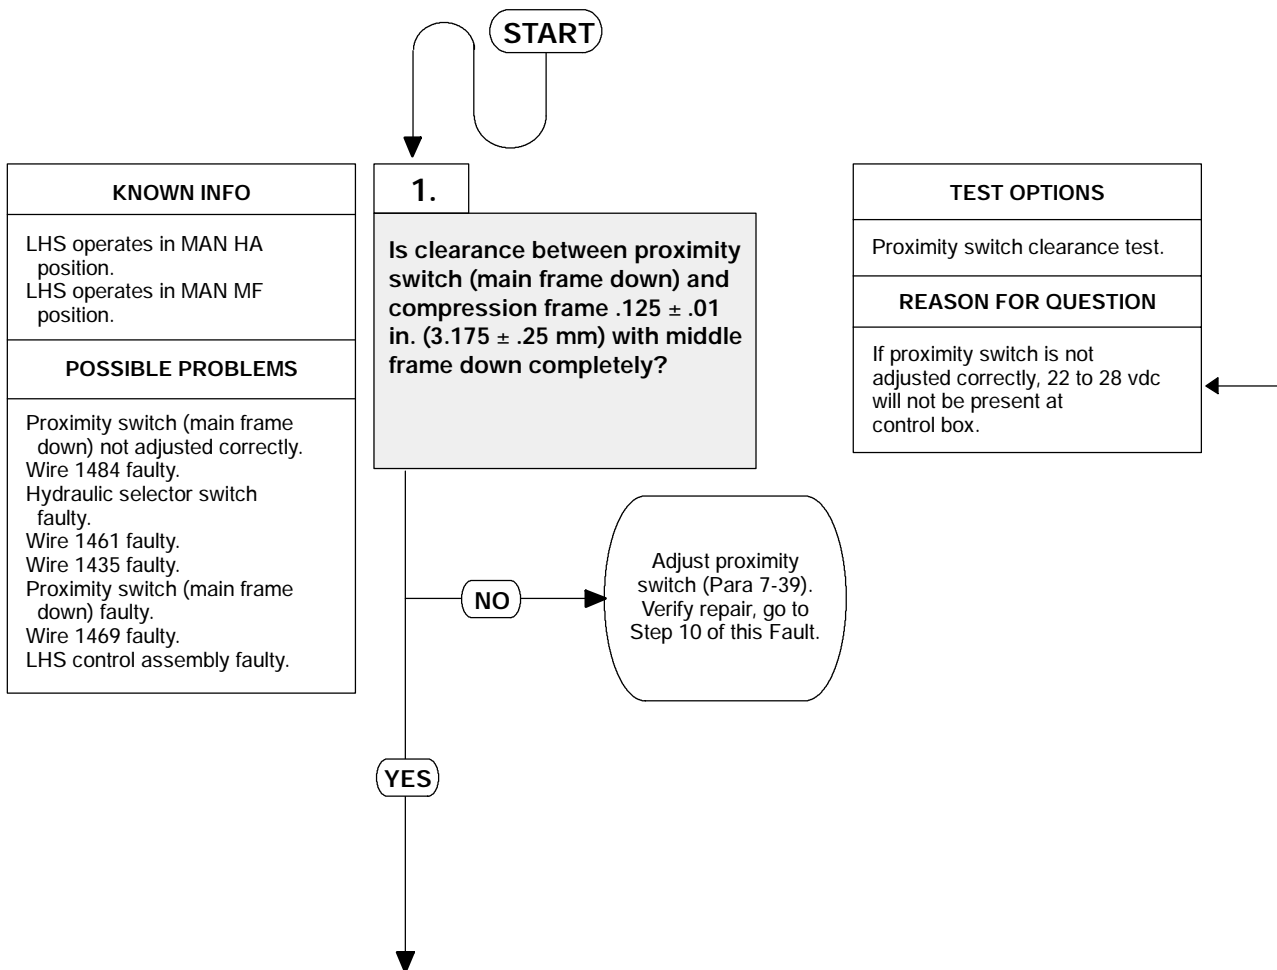 START
KNOWN INFO
LHS operates in MAN HA
position.
LHS operates in MAN MF
position.
POSSIBLE PROBLEMS
Proximity switch (main frame
down) not adjusted correctly.
Wire 1484 faulty.
Hydraulic selector switch
faulty.
Wire 1461 faulty.
Wire 1435 faulty.
Proximity switch (main frame
down) faulty.
Wire 1469 faulty.
LHS control assembly faulty.
1.
Is clearance between proximity
switch (main frame down) and
compression frame .125 ± .01
in. (3.175 ± .25 mm) with middle
frame down completely?
TEST OPTIONS
Proximity switch clearance test.
REASON FOR QUESTION
If proximity switch is not
adjusted correctly, 22 to 28 vdc
will not be present at
control box.
NO
Adjust proximity
switch (Para 7-39).
Verify repair, go to
Step 10 of this Fault.
YES